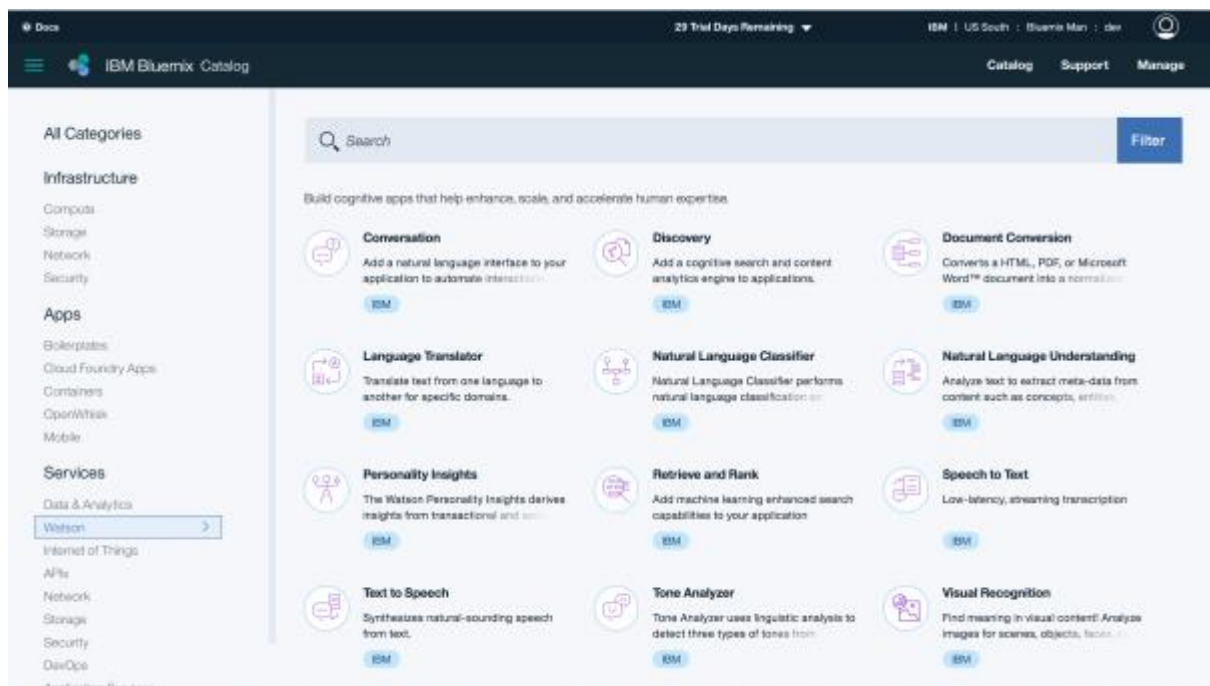 Docs
29 Trial Days Remaining
IBM | US South : Bluemix Man : dev
IBM Bluemix Catalog
Catalog Support Manage
All Categories
Infrastructure
Compute
Storage
Network
Security
Apps
Boilerplates
Cloud Foundry Apps
Containers
OpenWhisk
Mobile
Services
Data & Analytics
Watson
Internet of Things
APIs
Network
Storage
Security
DevOps
Search
Filter
Build cognitive apps that help enhance, scale, and accelerate human expertise.
Conversation
Add a natural language interface to your
application to automate interactions
IBM
Discovery
Add a cognitive search and content
analytics engine to applications.
IBM
Document Conversion
Converts a HTML, PDF, or Microsoft
Word™ document into a normalized
IBM
Language Translator
Translate text from one language to
another for specific domains.
IBM
Natural Language Classifier
Natural Language Classifier performs
natural language classification on
IBM
Natural Language Understanding
Analyze text to extract meta-data from
content such as concepts, entities,
IBM
Personality Insights
The Watson Personality Insights derives
insights from transactional and
IBM
Retrieve and Rank
Add machine learning enhanced search
capabilities to your application
IBM
Speech to Text
Low-latency, streaming transcription
IBM
Text to Speech
Synthesizes natural-sounding speech
from text.
IBM
Tone Analyzer
Tone Analyzer uses linguistic analysis to
detect three types of tones from
IBM
Visual Recognition
Find meaning in visual content! Analyze
images for scenes, objects, faces,
IBM